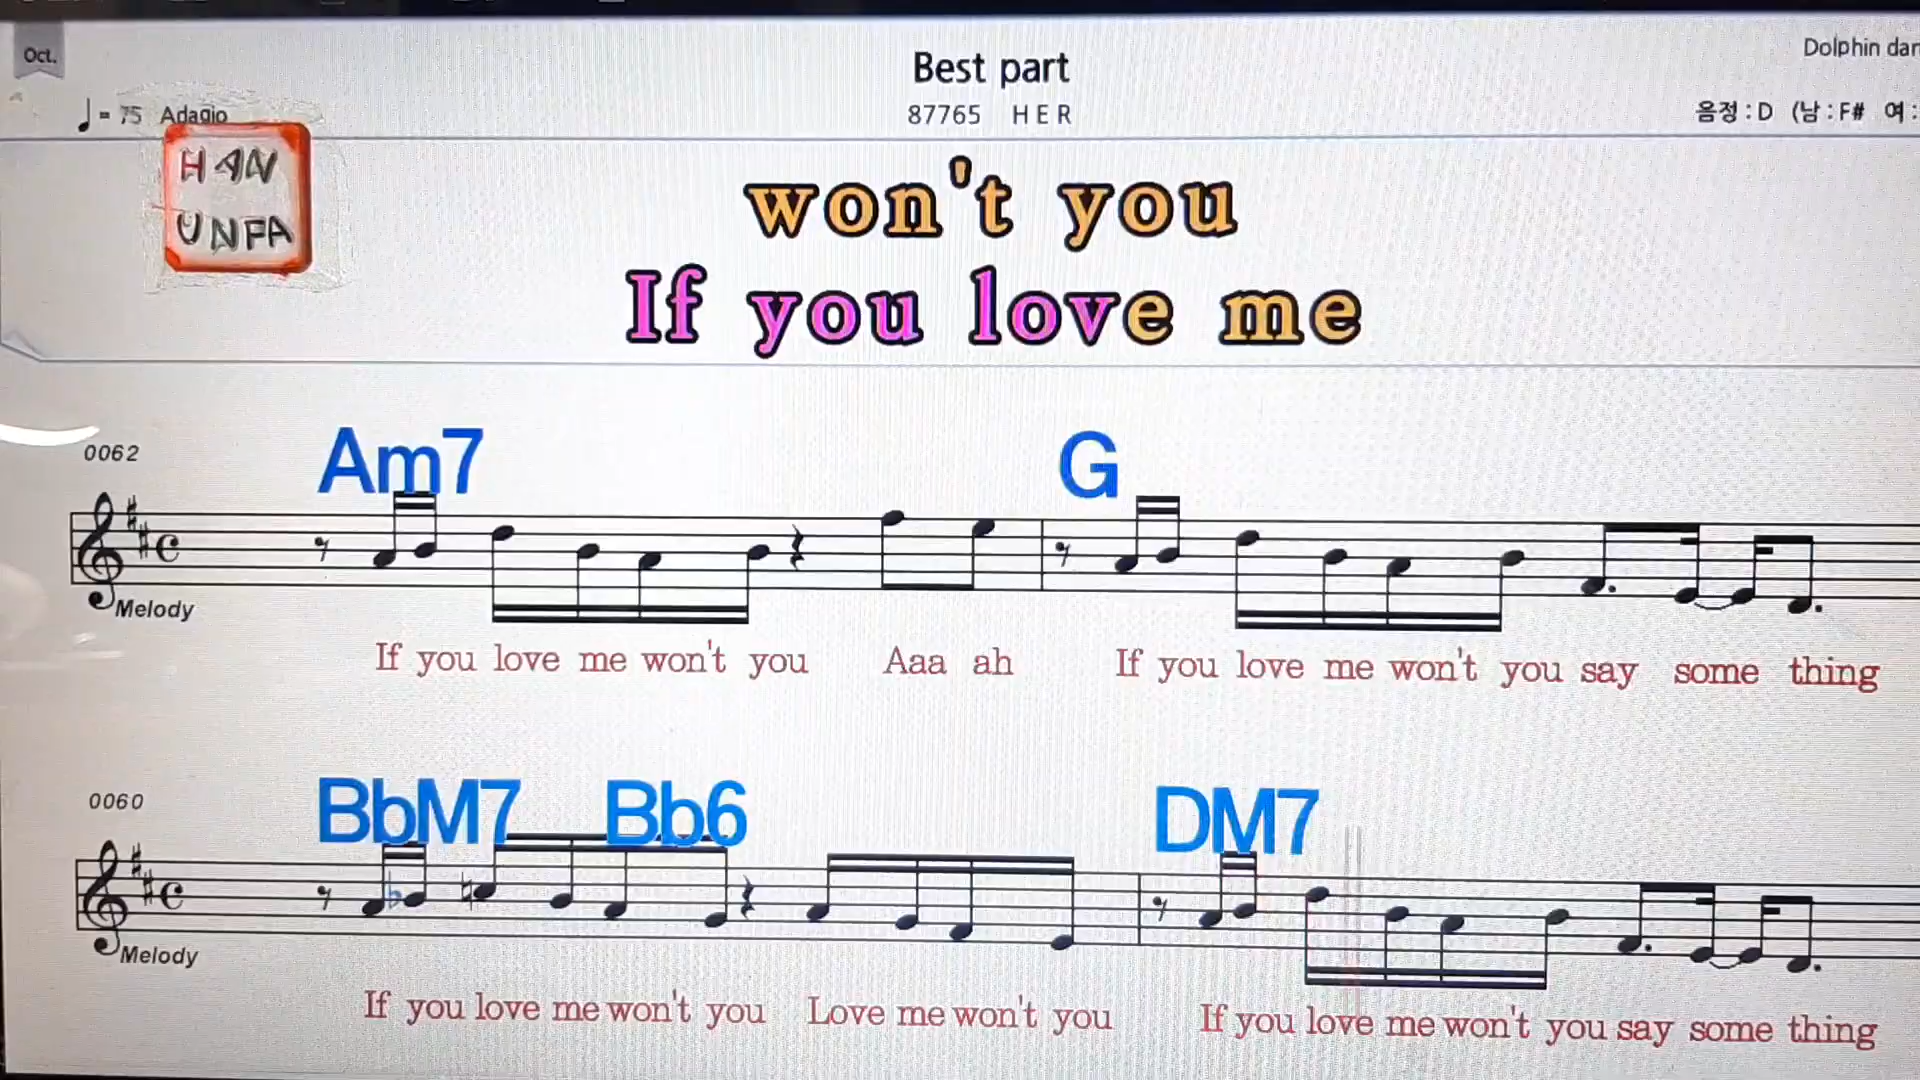 Oct.
Best part
Dolphin dan
♩ = 75 Adagio
87765 H E R
음정 : D (남 : F# 여 :
HAN
UNFA
won't you
If you love me
Am7 G
0062
Melody
If you love me won't you Aaa ah If you love me won't you say some thing
BbM7 Bb6 DM7
0060
Melody
If you love me won't you Love me won't you If you love me won't you say some thing